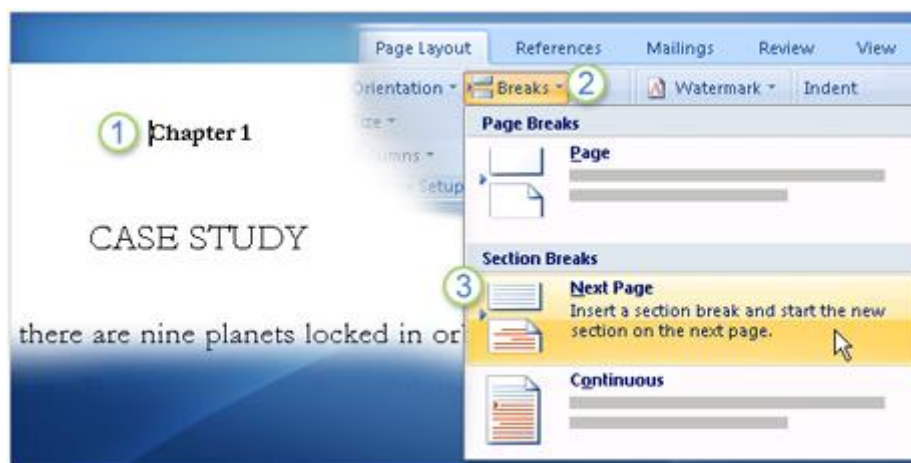 Page Layout References Mailings Review View
Orientation Breaks 2 Watermark Indent
1 Chapter 1
Page Breaks
Page
Setup
CASE STUDY
Section Breaks
3 Next Page
Insert a section break and start the new
section on the next page.
there are nine planets locked in or
Continuous